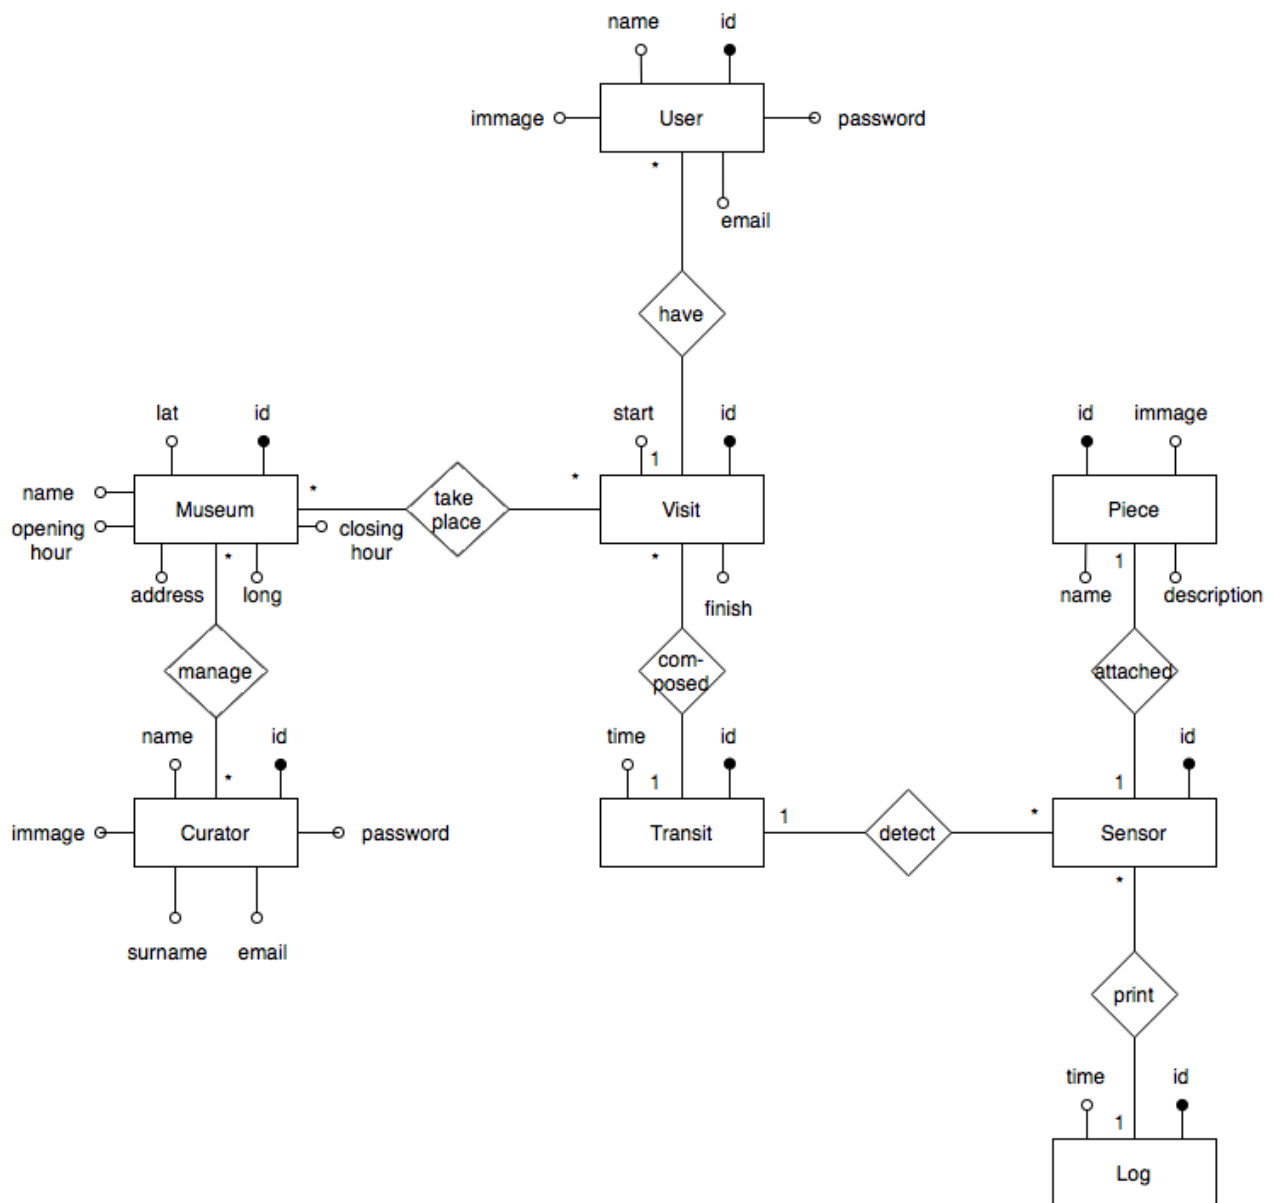 name id
immage User password
* email
have
lat id start id id immage
name * take place * 1
Museum Visit Piece
opening hour closing hour
* address long * finish 1 name description
manage com-posed attached
name id time id id
* 1 1
immage Curator password Transit 1 detect * Sensor
surname email *
print
time id
1
Log